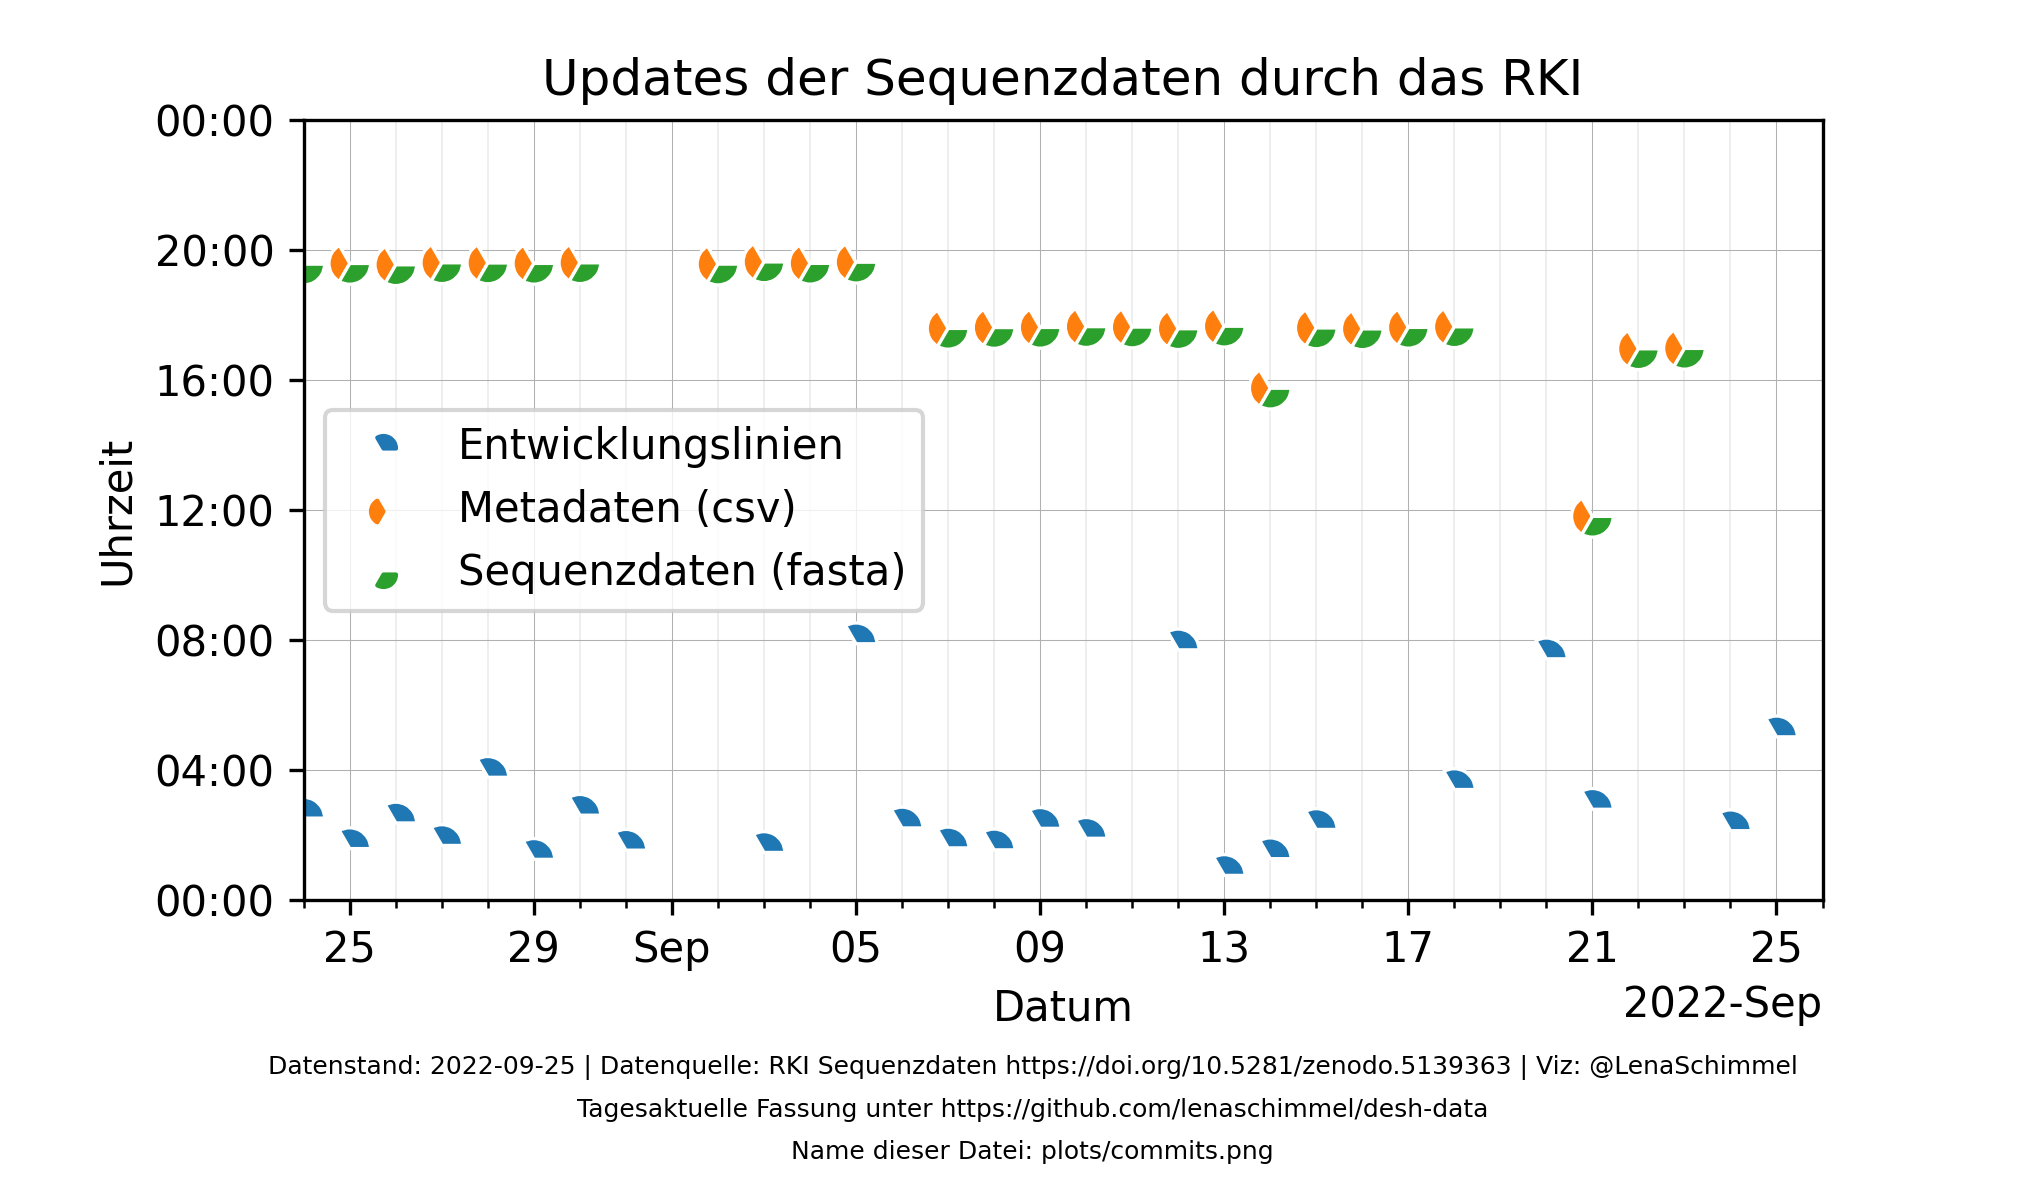 Updates der Sequenzdaten durch das RKI
00:00
20:00
16:00
12:00
08:00
04:00
00:00
Uhrzeit
Entwicklungslinien
Metadaten (csv)
Sequenzdaten (fasta)
25 29 Sep 05 09 13 17 21 25
Datum
2022-Sep
Datenstand: 2022-09-25 | Datenquelle: RKI Sequenzdaten https://doi.org/10.5281/zenodo.5139363 | Viz: @LenaSchimmel
Tagesaktuelle Fassung unter https://github.com/lenaschimmel/desh-data
Name dieser Datei: plots/commits.png